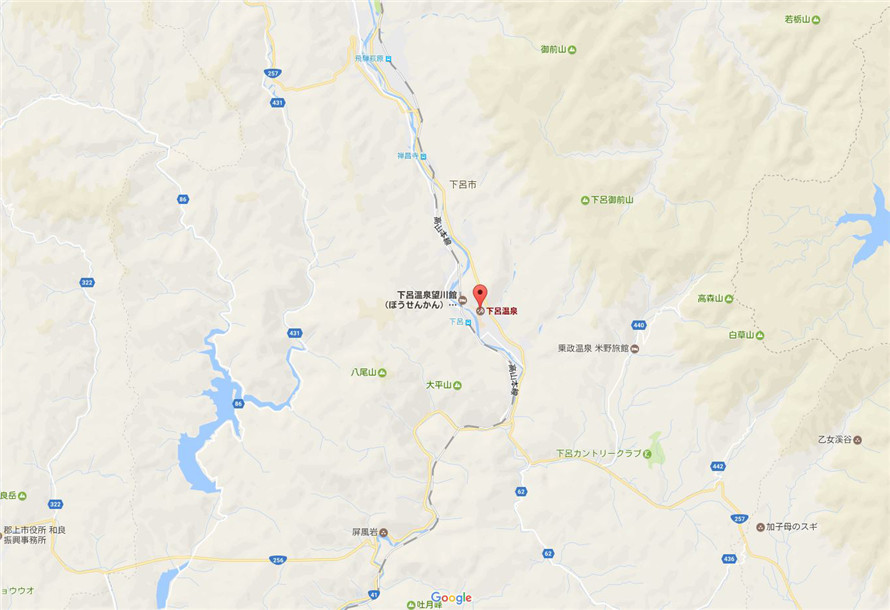 若栃山
御前山
飛騨萩原
257
431
禅昌寺
下呂市
86
下呂御前山
高山本線
322
下呂温泉望川館
(ぼうせんかん)…
下呂温泉
高森山
下呂
440
431
白草山
乗政温泉 米野旅館
八尾山
高山本線
大平山
86
乙女渓谷
下呂カントリークラブ
442
良岳
62
322
257
加子母のスギ
郡上市役所 和良
振興事務所
屏風岩
62
256
436
ョウウオ
41
Google
吐月峰